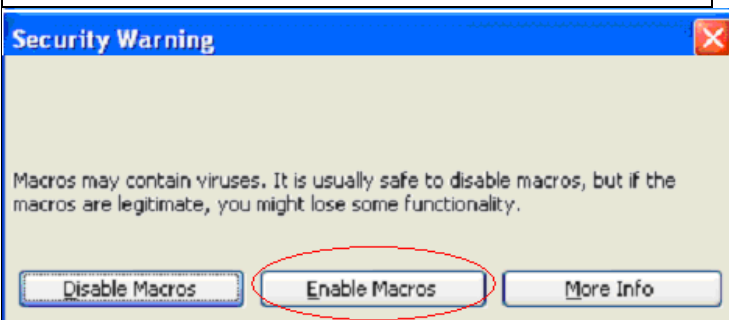 Security Warning
Macros may contain viruses. It is usually safe to disable macros, but if the
macros are legitimate, you might lose some functionality.
Disable Macros Enable Macros More Info